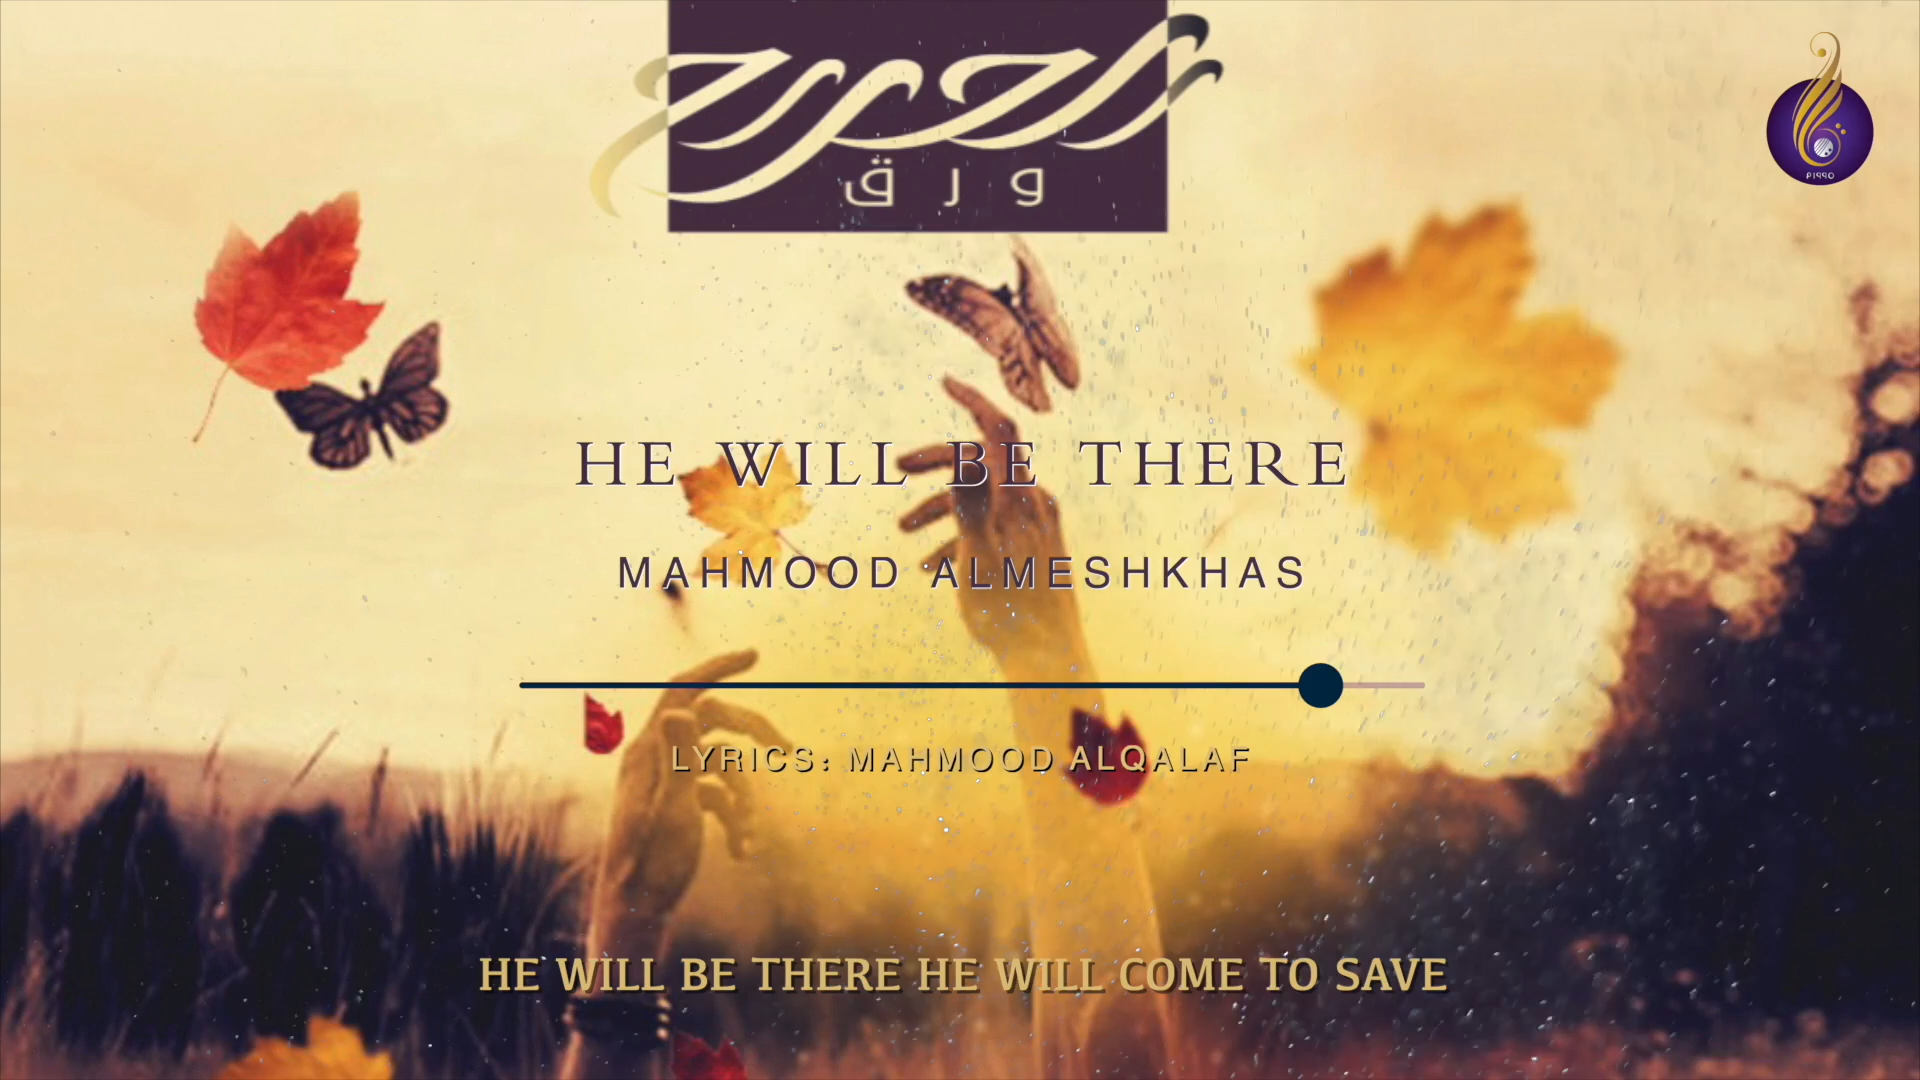 ورق
HE WILL BE THERE
MAHMOOD ALMESHKHAS
LYRICS: MAHMOOD ALQALAF
HE WILL BE THERE HE WILL COME TO SAVE